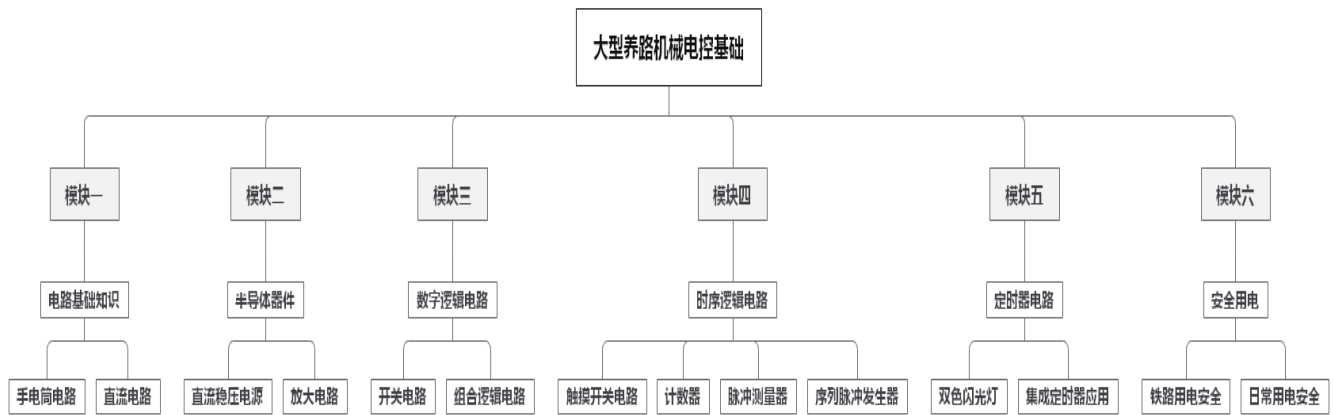 大型养路机械电控基础
模块一
模块二
模块三
模块四
模块五
模块六
电路基础知识
半导体器件
数字逻辑电路
时序逻辑电路
定时器电路
安全用电
手电筒电路
直流电路
直流稳压电源
放大电路
开关电路
组合逻辑电路
触摸开关电路
计数器
脉冲测量器
序列脉冲发生器
双色闪光灯
集成定时器应用
铁路用电安全
日常用电安全